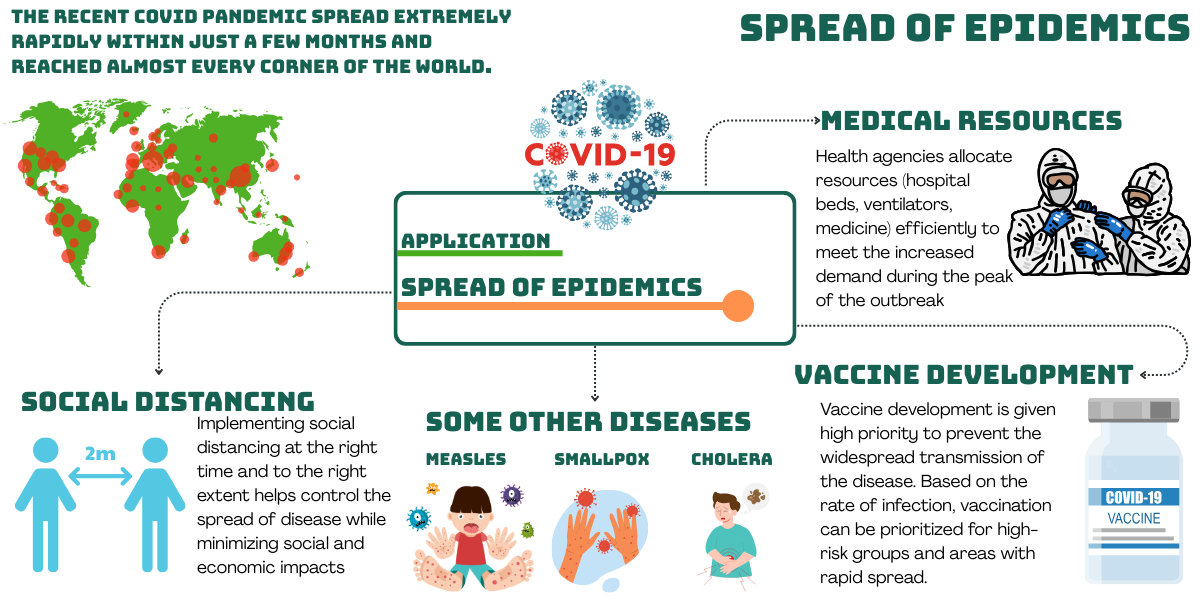 THE RECENT COVID PANDEMIC SPREAD EXTREMELY
RAPIDLY WITHIN JUST A FEW MONTHS AND
REACHED ALMOST EVERY CORNER OF THE WORLD.
SPREAD OF EPIDEMICS
COVID-19
APPLICATION
SPREAD OF EPIDEMICS
MEDICAL RESOURCES
Health agencies allocate
resources (hospital
beds, ventilators,
medicine) efficiently to
meet the increased
demand during the peak
of the outbreak
SOCIAL DISTANCING
2m
Implementing social
distancing at the right
time and to the right
extent helps control the
spread of disease while
minimizing social and
economic impacts
SOME OTHER DISEASES
MEASLES
SMALLPOX
CHOLERA
VACCINE DEVELOPMENT
Vaccine development is given
high priority to prevent the
widespread transmission of
the disease. Based on the
rate of infection, vaccination
can be prioritized for high-
risk groups and areas with
rapid spread.
COVID-19
VACCINE